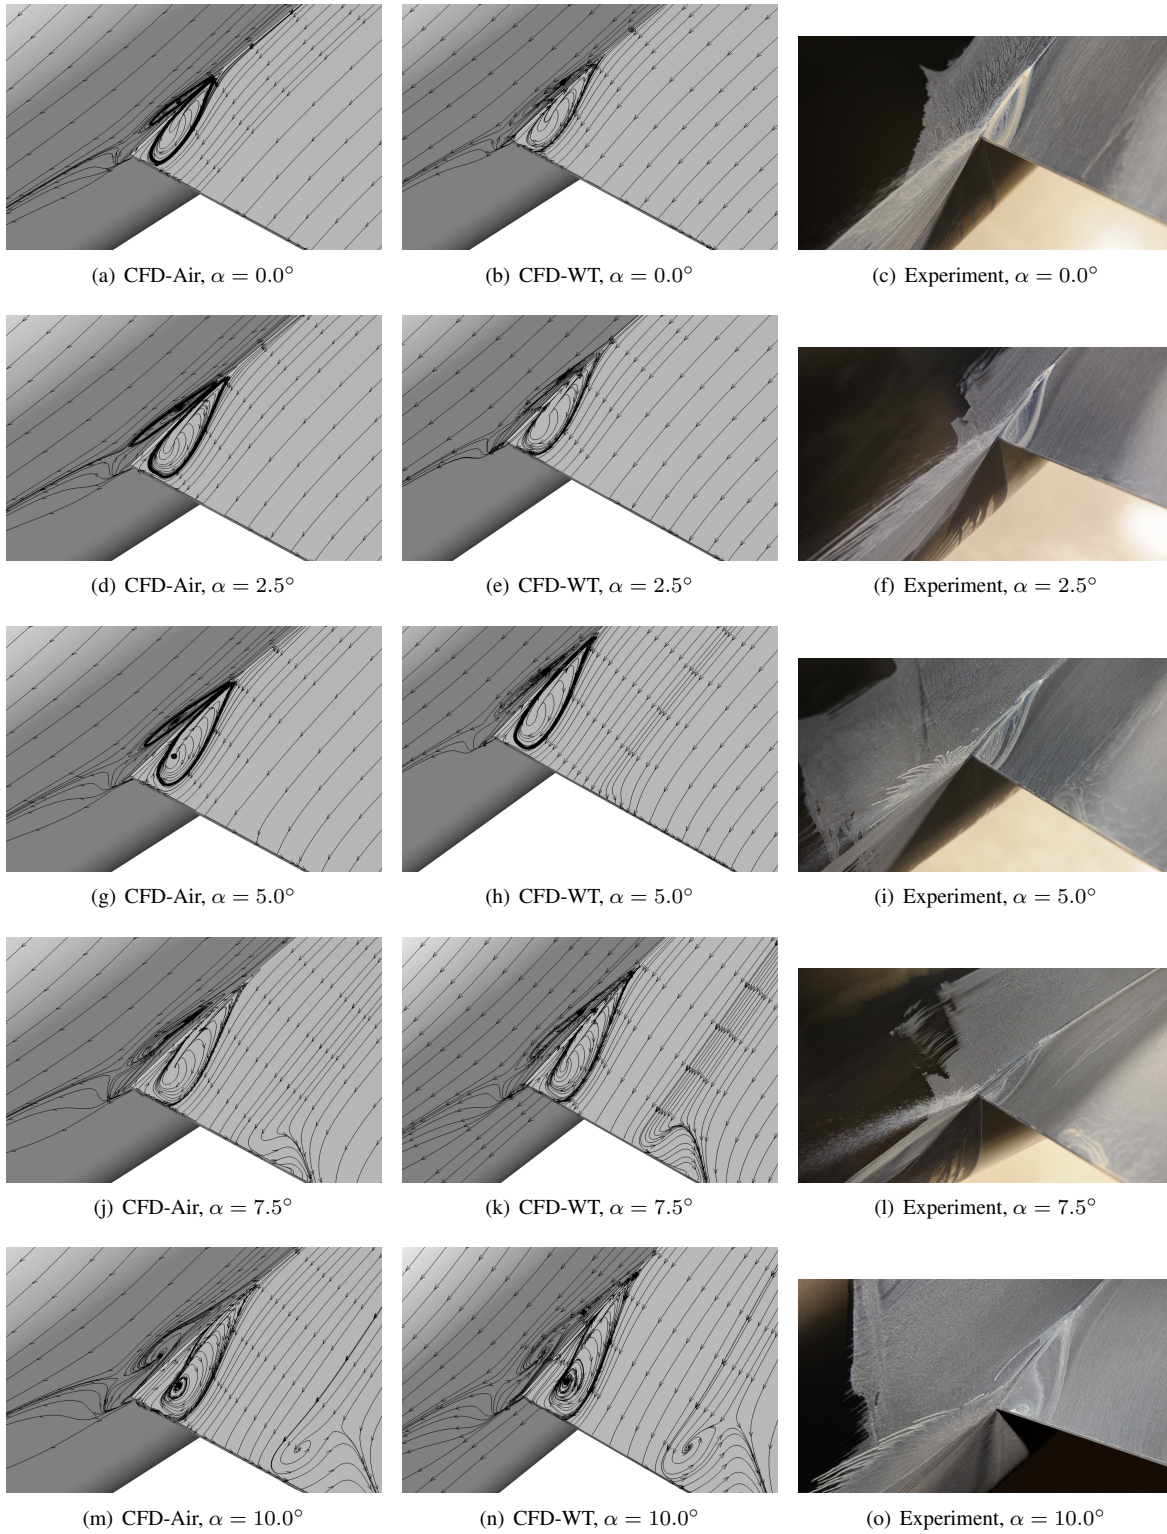 (a) CFD-Air, α = 0.0°
(b) CFD-WT, α = 0.0°
(c) Experiment, α = 0.0°
(d) CFD-Air, α = 2.5°
(e) CFD-WT, α = 2.5°
(f) Experiment, α = 2.5°
(g) CFD-Air, α = 5.0°
(h) CFD-WT, α = 5.0°
(i) Experiment, α = 5.0°
(j) CFD-Air, α = 7.5°
(k) CFD-WT, α = 7.5°
(l) Experiment, α = 7.5°
(m) CFD-Air, α = 10.0°
(n) CFD-WT, α = 10.0°
(o) Experiment, α = 10.0°